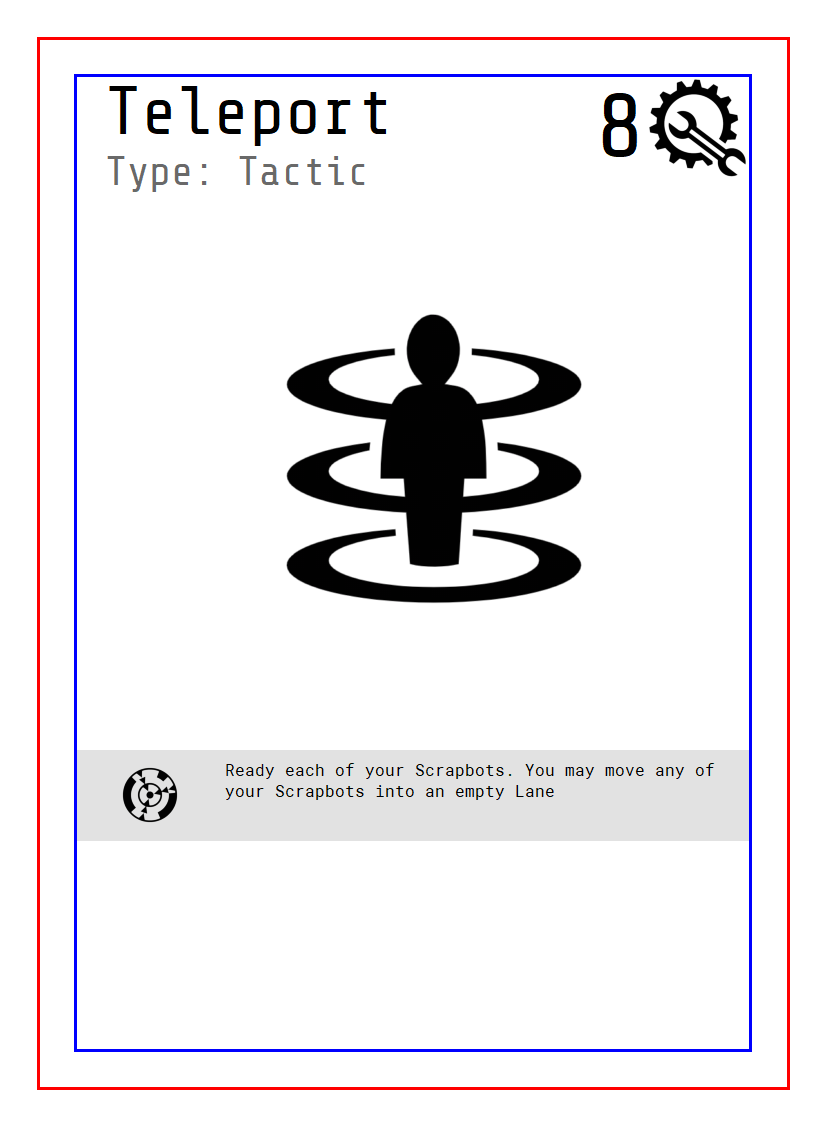 Teleport
8
Type: Tactic
Ready each of your Scrapbots. You may move any of
your Scrapbots into an empty Lane